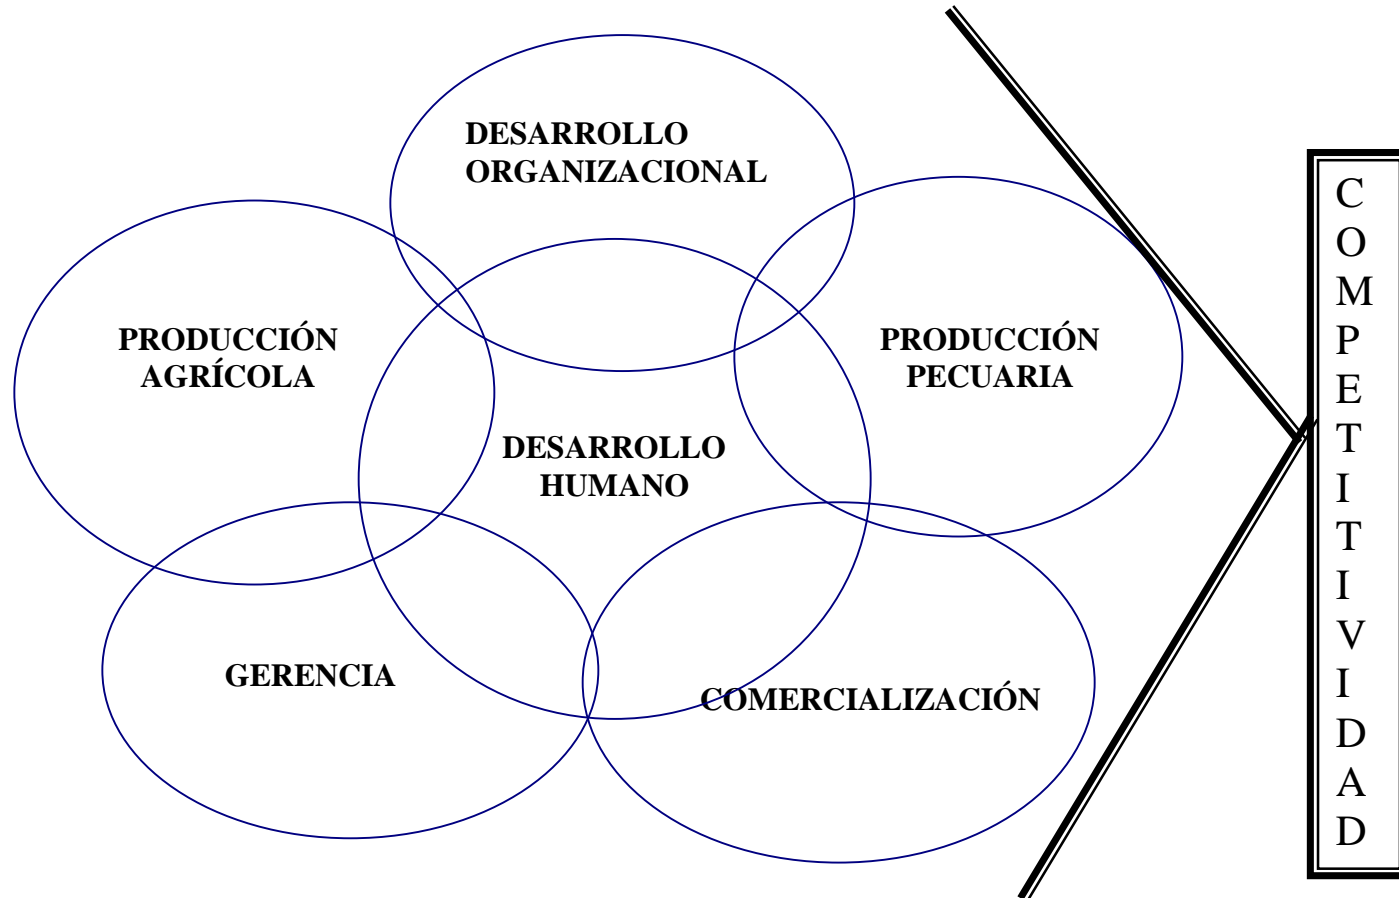 DESARROLLO
ORGANIZACIONAL
PRODUCCIÓN
AGRÍCOLA
PRODUCCIÓN
PECUARIA
DESARROLLO
HUMANO
GERENCIA
COMERCIALIZACIÓN
C
O
M
P
E
T
I
T
I
V
I
D
A
D